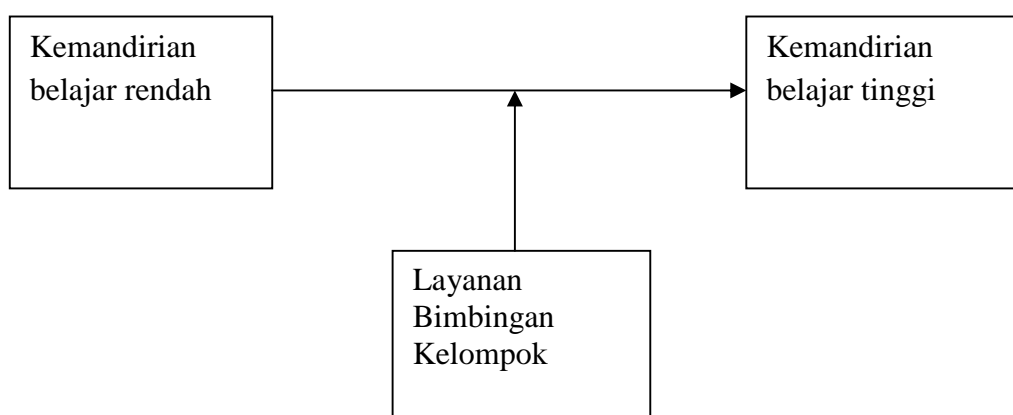 Kemandirian
belajar rendah
Kemandirian
belajar tinggi
Layanan
Bimbingan
Kelompok